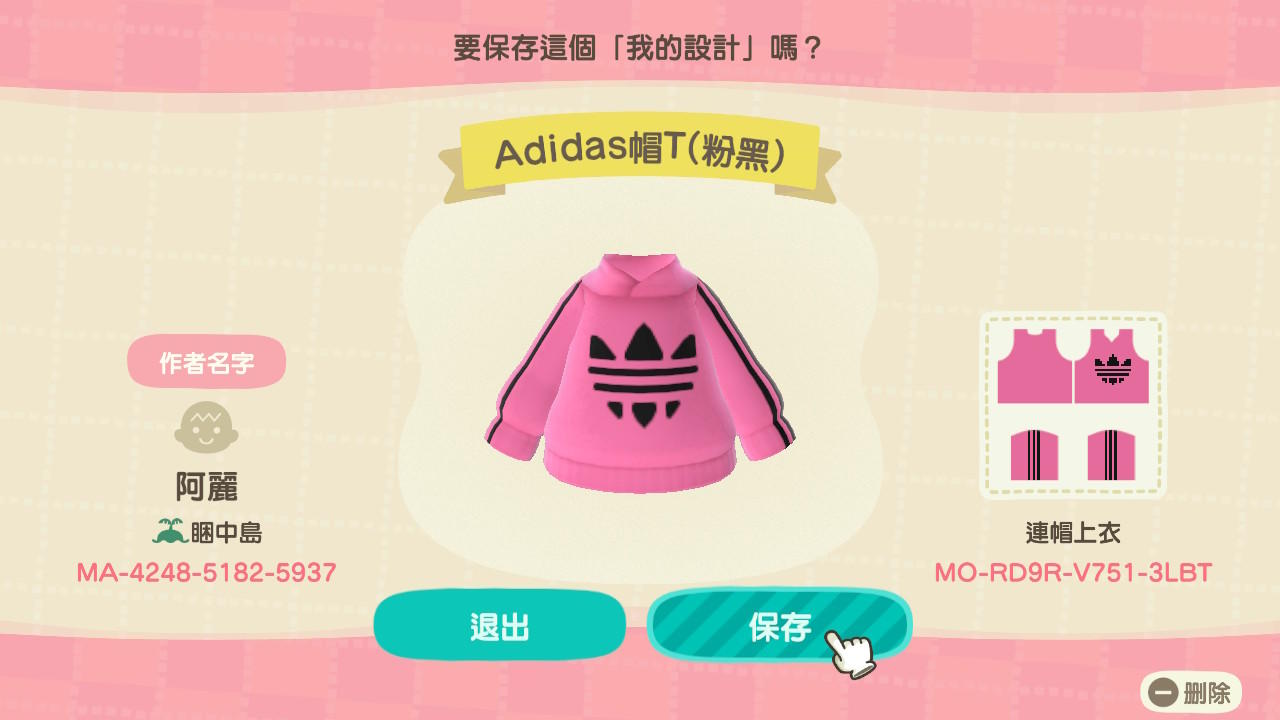 要保存這個「我的設計」嗎？
Adidas帽T(粉黑)
作者名字
阿麗
睏中島
MA-4248-5182-5937
連帽上衣
MO-RD9R-V751-3LBT
退出
保存
刪除